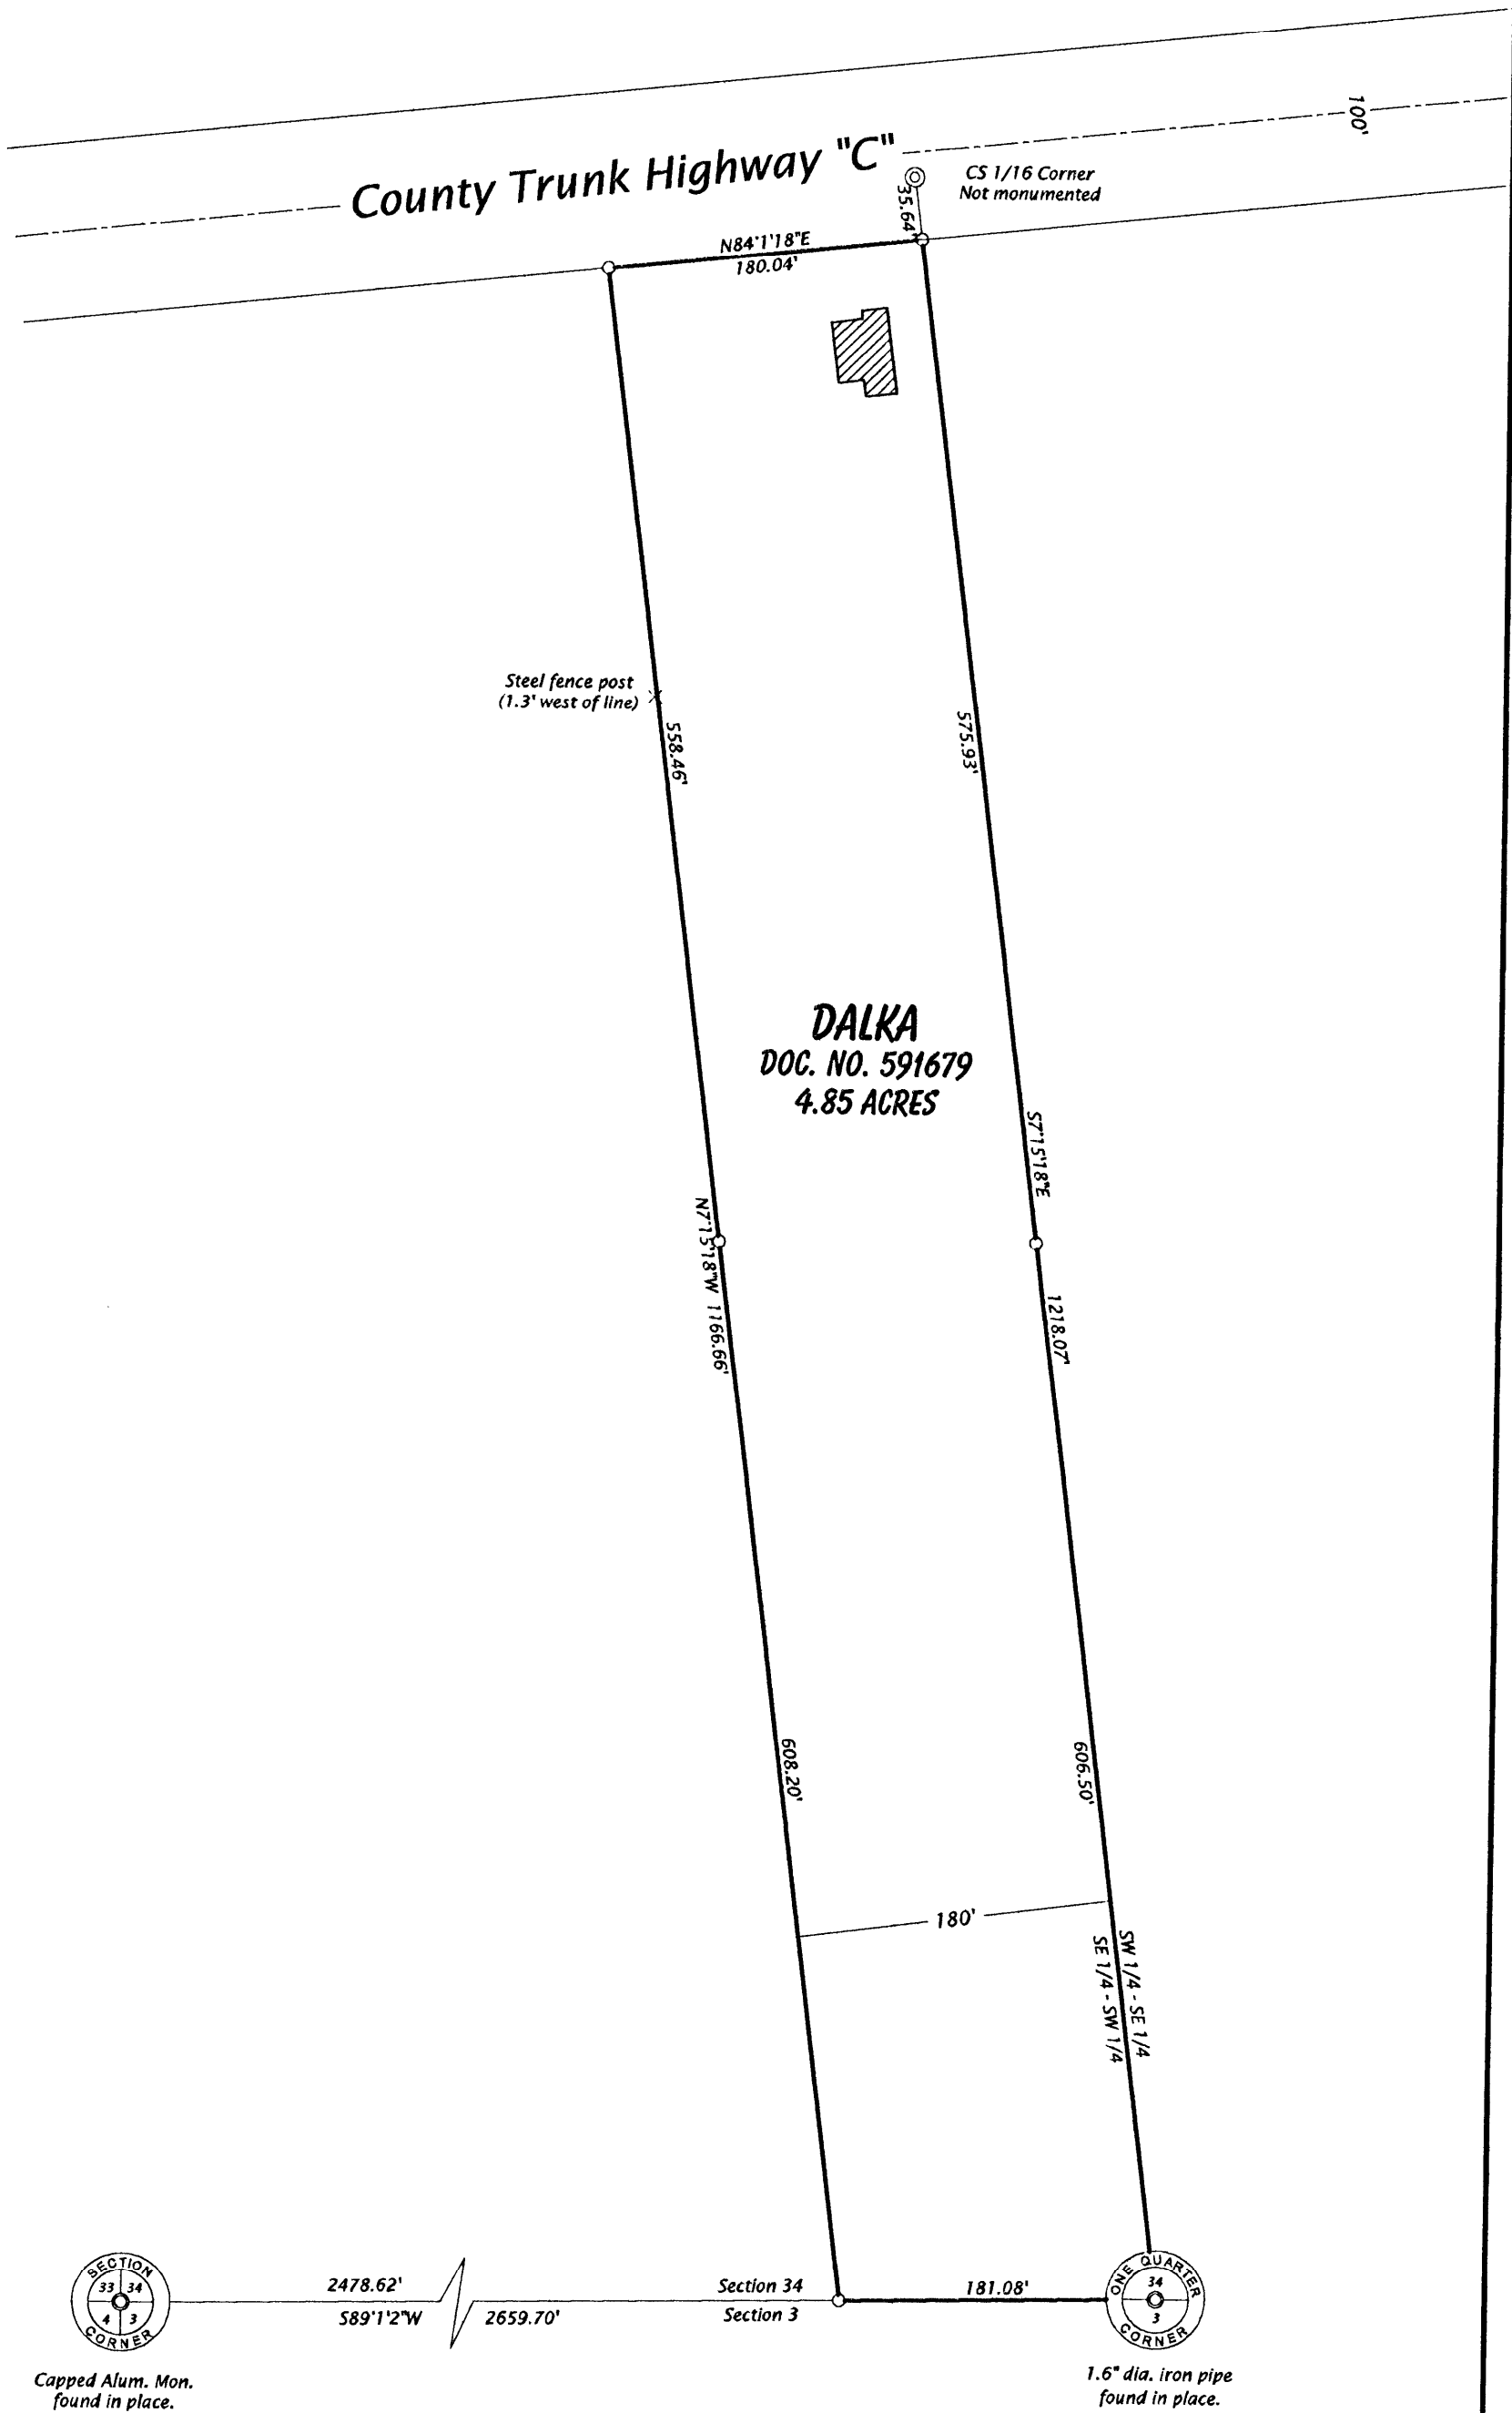 100'
County Trunk Highway "C"
CS 1/16 Corner
Not monumented
35.64'
N84°1'18"E
180.04'
Steel fence post
(1.3' west of line)
558.46'
575.93'
DALKA
DOC. NO. 591679
4.85 ACRES
S7°15'18"E
N7°15'18"W 1166.66'
1218.07'
608.20'
606.50'
180'
SW 1/4 - SE 1/4
SE 1/4 - SW 1/4
SECTION
33 34
4 3
CORNER
2478.62'
S89°1'2"W
2659.70'
Section 34
Section 3
181.08'
ONE QUARTER
34
3
CORNER
Capped Alum. Mon.
found in place.
1.6" dia. iron pipe
found in place.